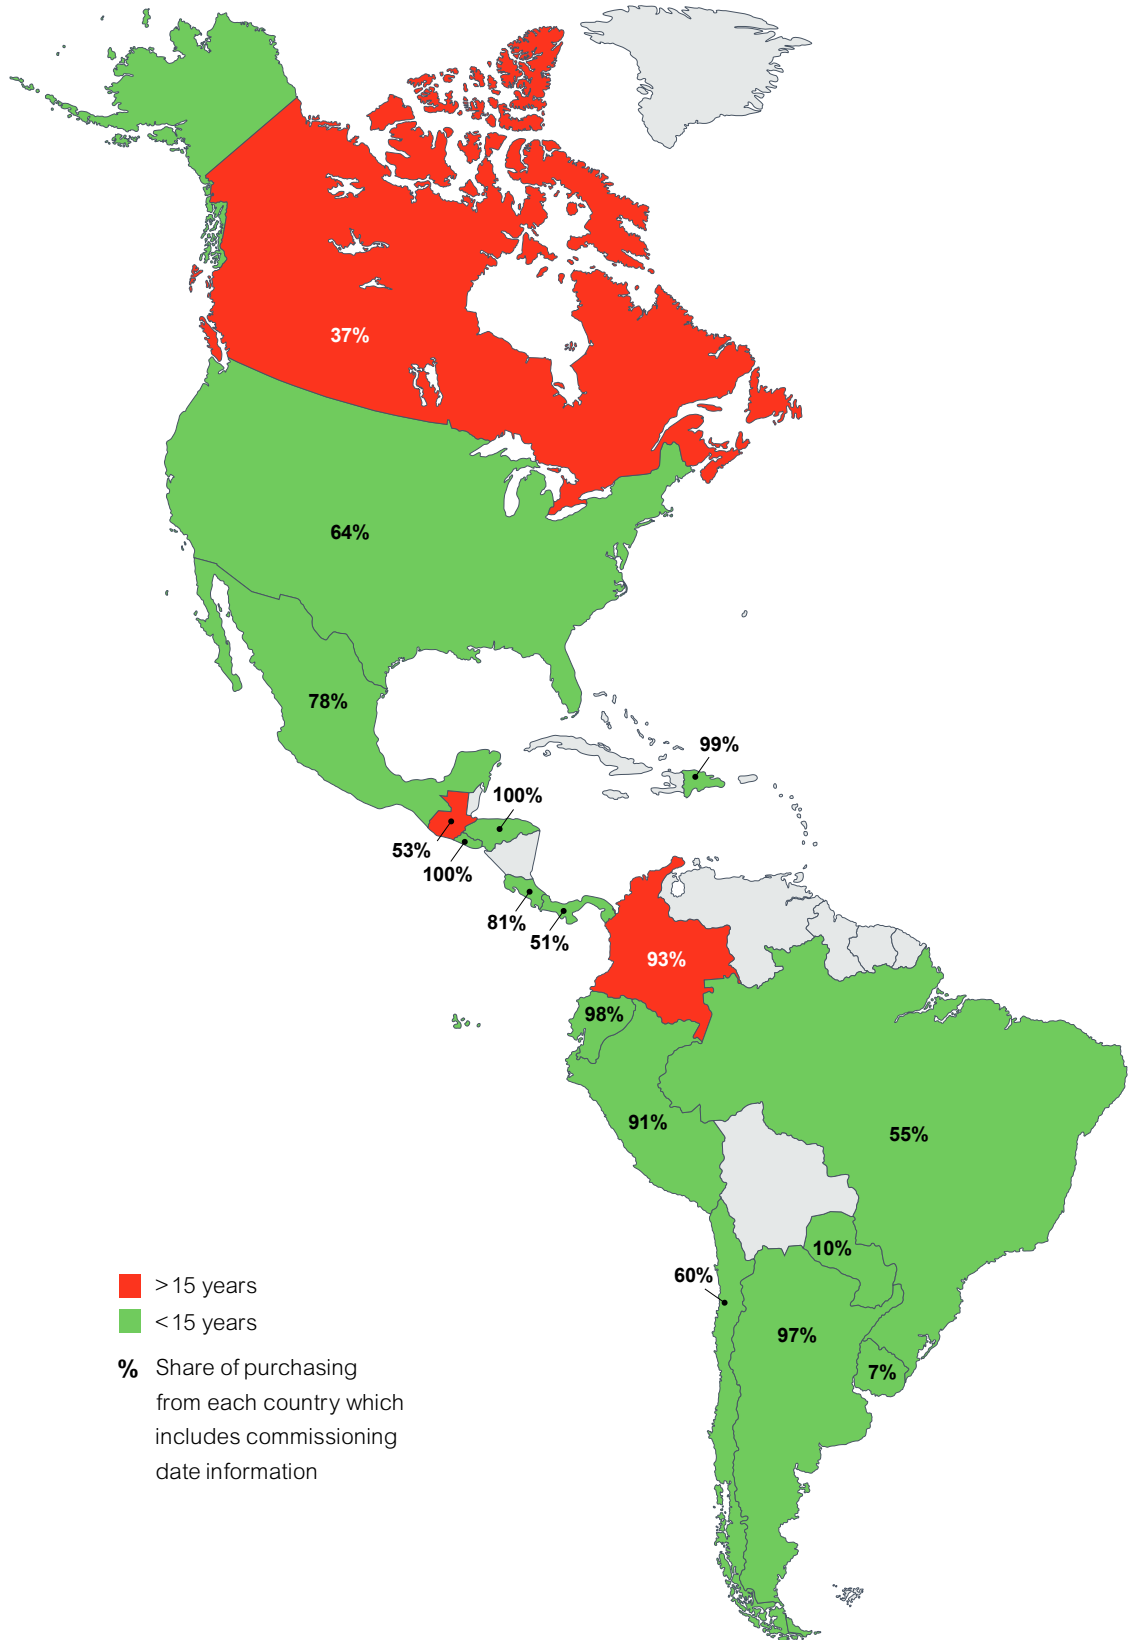 37%
64%
78%
99%
100%
53%
100%
81%
51%
93%
98%
91%
55%
10%
60%
97%
7%
>15 years
<15 years
% Share of purchasing
from each country which
includes commissioning
date information